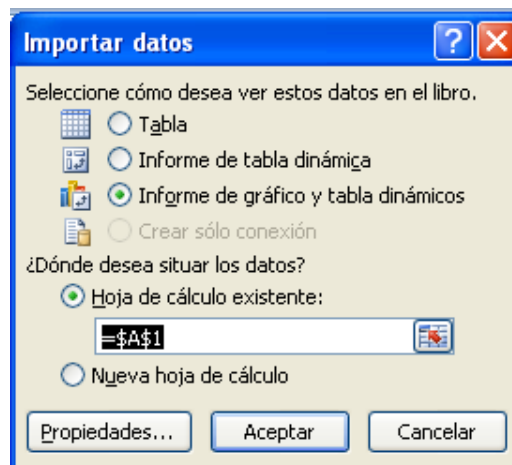 Importar datos
Seleccione cómo desea ver estos datos en el libro.
Tabla
Informe de tabla dinámica
Informe de gráfico y tabla dinámicos
Crear sólo conexión
¿Dónde desea situar los datos?
Hoja de cálculo existente:
=$A$1
Nueva hoja de cálculo
Propiedades... Aceptar Cancelar